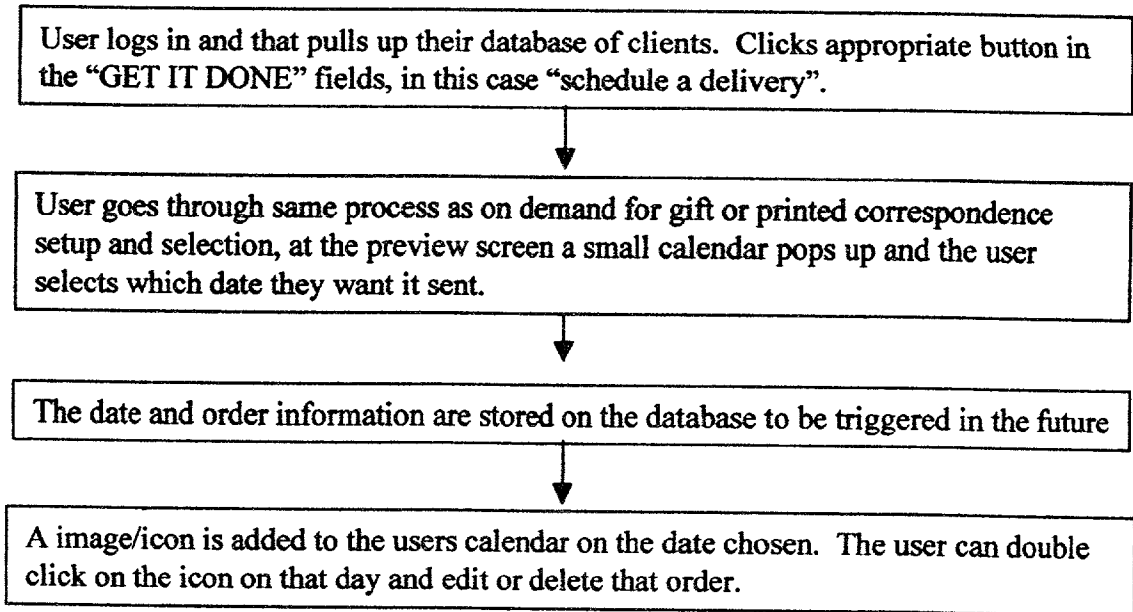 User logs in and that pulls up their database of clients.  Clicks appropriate button in
the “GET IT DONE” fields, in this case “schedule a delivery”.
User goes through same process as on demand for gift or printed correspondence
setup and selection, at the preview screen a small calendar pops up and the user
selects which date they want it sent.
The date and order information are stored on the database to be triggered in the future
A image/icon is added to the users calendar on the date chosen.  The user can double
click on the icon on that day and edit or delete that order.